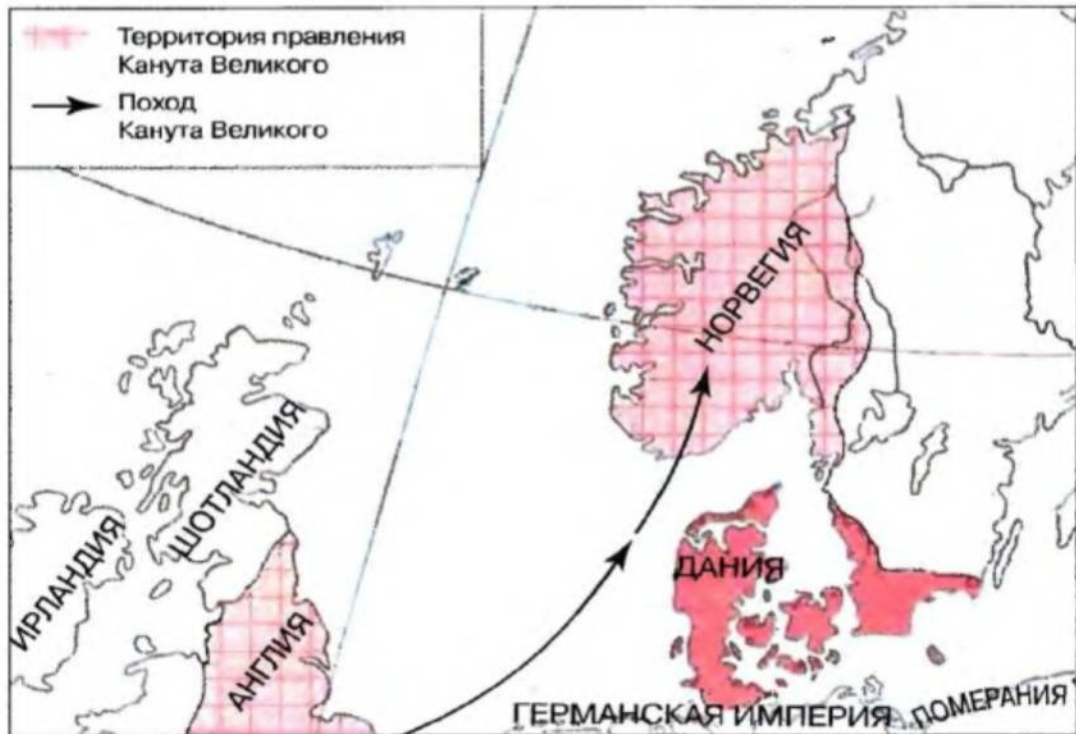 Территория правления
Канута Великого
Поход
Канута Великого
НОРВЕГИЯ
ШОТЛАНДИЯ
ИРЛАНДИЯ
ДАНИЯ
АНГЛИЯ
ГЕРМАНСКАЯ ИМПЕРИЯ
ПОМЕРАНИЯ